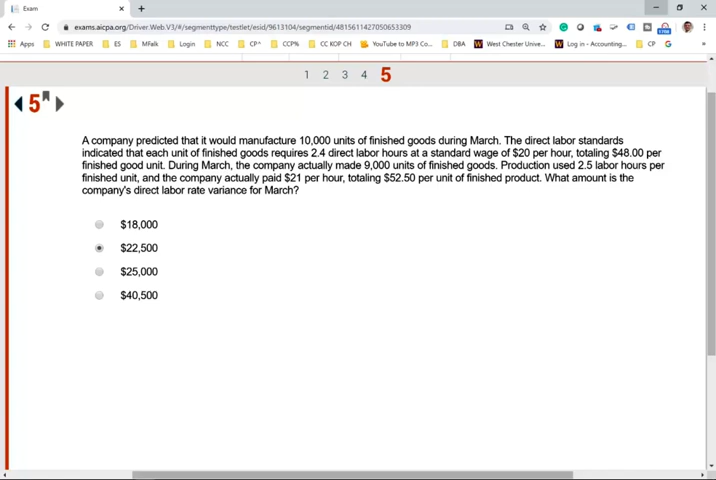 Exam
exams.aicpa.org/Driver.Web.V3/#/segmenttype/testlet/esid/9613104/segmentid/48156114270506533​09
Apps WHITE PAPER ES MFalk Login NCC CP^ CCP% CC KOP CH YouTube to MP3 Co... DBA West Chester Unive... Log in - Accounting... CP
1 2 3 4 5
5
A company predicted that it would manufacture 10,000 units of finished goods during March. The direct labor standards
indicated that each unit of finished goods requires 2.4 direct labor hours at a standard wage of $20 per hour, totaling $48.00 per
finished good unit. During March, the company actually made 9,000 units of finished goods. Production used 2.5 labor hours per
finished unit, and the company actually paid $21 per hour, totaling $52.50 per unit of finished product. What amount is the
company's direct labor rate variance for March?
$18,000
$22,500
$25,000
$40,500